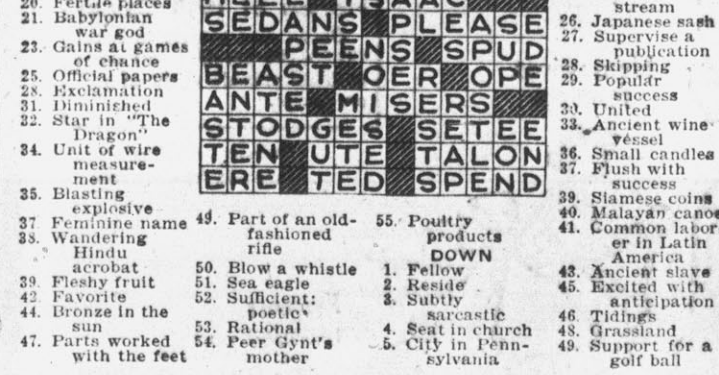 20. Fertile places
21. Babylonian
war god
23. Gains at games
of chance
25. Official papers
28. Exclamation
31. Diminished
32. Star in "The
Dragon"
34. Unit of wire
measure-
ment
35. Blasting
explosive
37 Feminine name
38. Wandering
Hindu
acrobat
39. Fleshy fruit
42. Favorite
44. Bronze in the
sun
47. Parts worked
with the feet
SEDANS PLEASE
PEENS SPUD
BEAST OER OPE
ANTE MISERS
STODGES SETEE
TEN UTE TALON
ERE TED SPEND
49. Part of an old-
fashioned
rifle
50. Blow a whistle
51. Sea eagle
52. Sufficient:
poetic
53. Rational
54. Peer Gynt's
mother
55. Poultry
products
DOWN
1. Fellow
2. Reside
3. Subtly
sarcastic
4. Seat in church
5. City in Penn-
sylvania
stream
26. Japanese sash
27. Supervise a
publication
28. Skipping
29. Popular
success
30. United
33. Ancient wine
vessel
36. Small candles
37. Flush with
success
39. Siamese coins
40. Malayan canoe
41. Common labor
er in Latin
America
43. Ancient slave
45. Excited with
anticipation
46. Tidings
48. Grassland
49. Support for a
golf ball